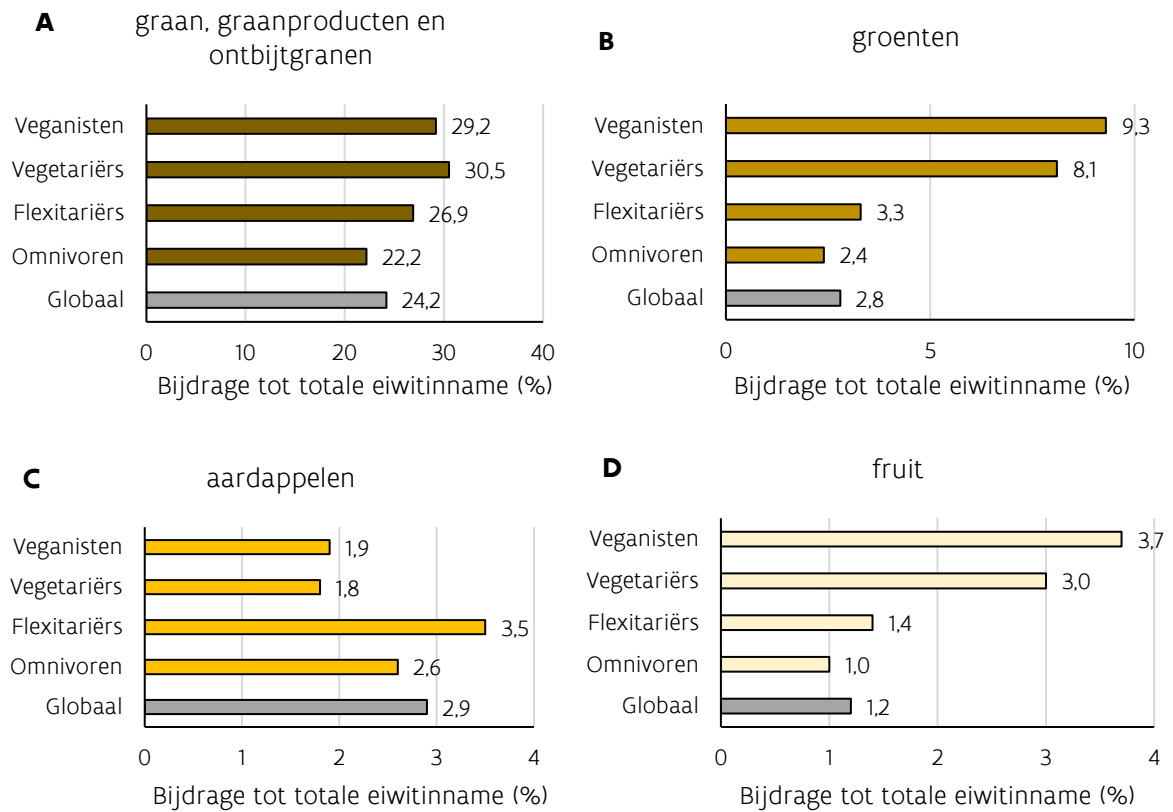 A
graan, graanproducten en
ontbijtgranen
Veganisten 29,2
Vegetariërs 30,5
Flexitariërs 26,9
Omnivoren 22,2
Globaal 24,2
0 10 20 30 40
Bijdrage tot totale eiwitinname (%)
B
groenten
Veganisten 9,3
Vegetariërs 8,1
Flexitariërs 3,3
Omnivoren 2,4
Globaal 2,8
0 5 10
Bijdrage tot totale eiwitinname (%)
C
aardappelen
Veganisten 1,9
Vegetariërs 1,8
Flexitariërs 3,5
Omnivoren 2,6
Globaal 2,9
0 1 2 3 4
Bijdrage tot totale eiwitinname (%)
D
fruit
Veganisten 3,7
Vegetariërs 3,0
Flexitariërs 1,4
Omnivoren 1,0
Globaal 1,2
0 1 2 3 4
Bijdrage tot totale eiwitinname (%)